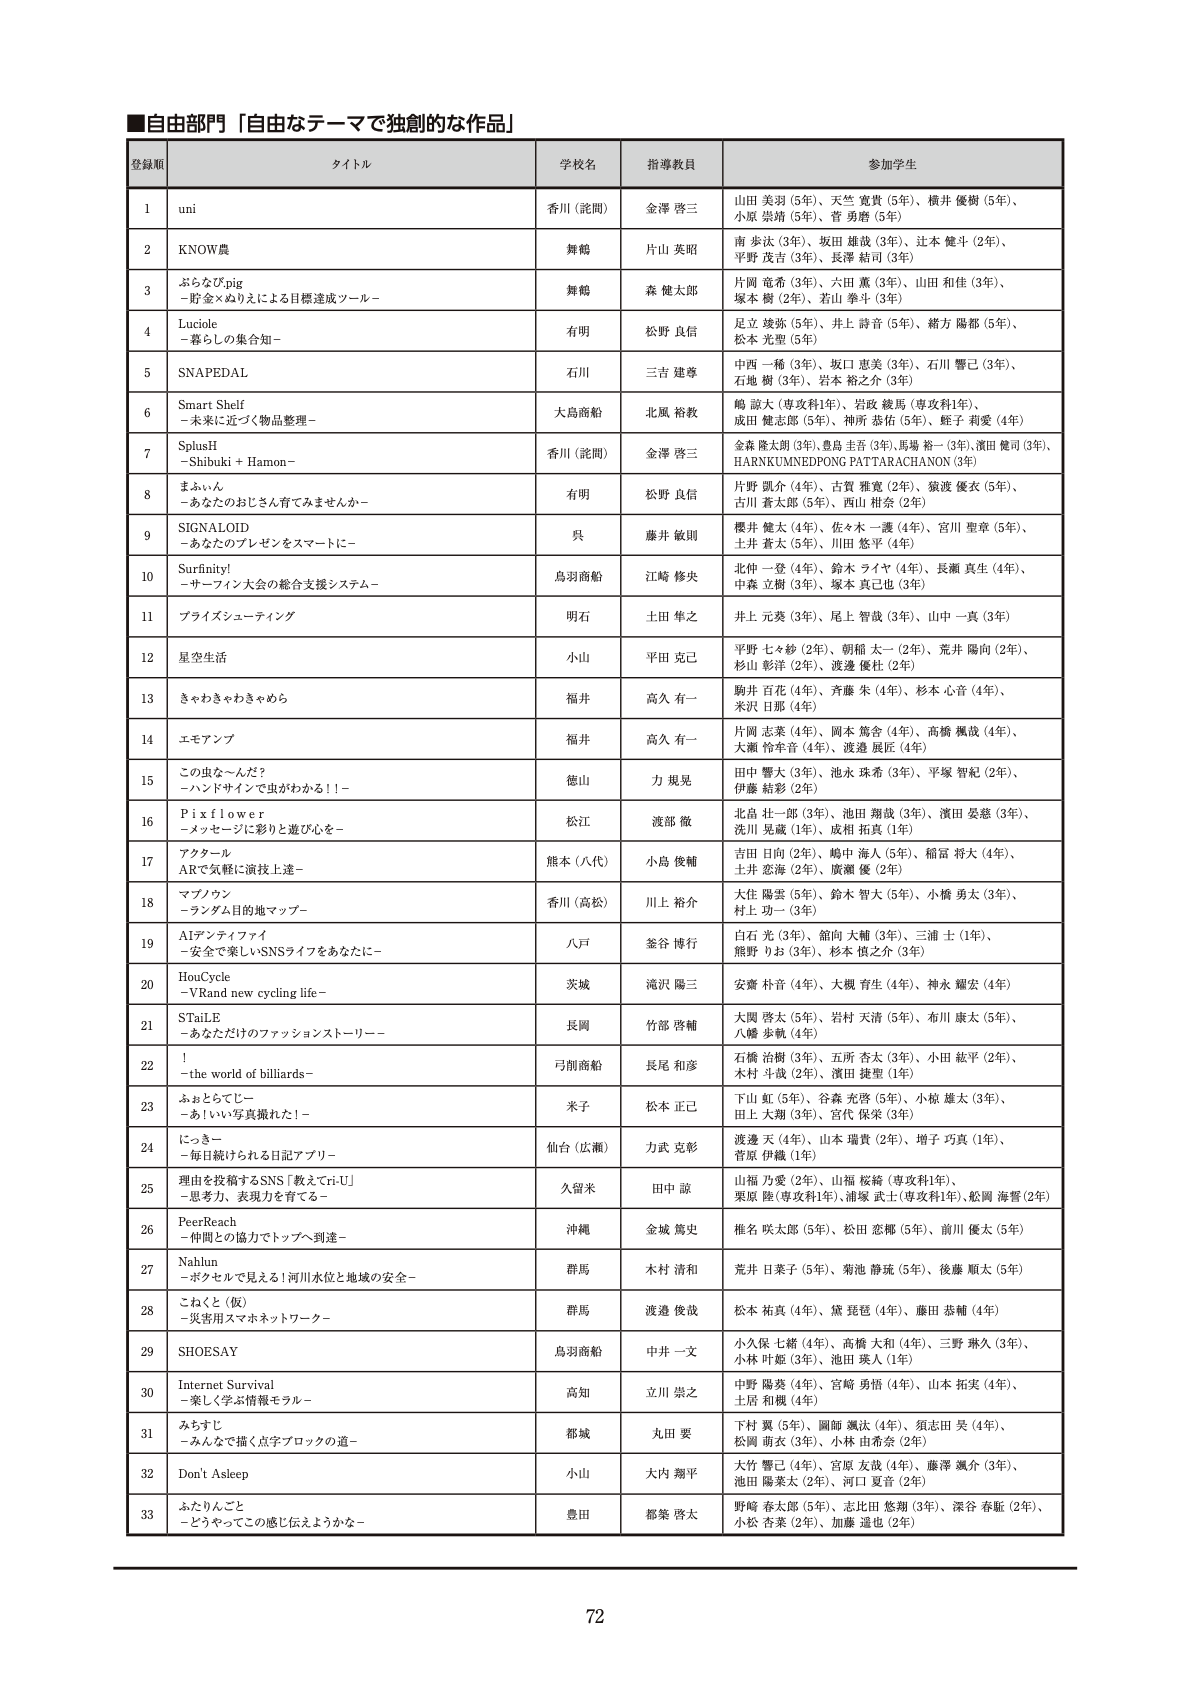 ■自由部門「自由なテーマで独創的な作品」
登録順 タイトル 学校名 指導教員 参加学生
1 uni 香川（詫間） 金澤 啓三 山田 美羽（5年）、天竺 寛貴（5年）、横井 優樹（5年）、
小原 崇靖（5年）、菅 勇磨（5年）
2 KNOW農 舞鶴 片山 英昭 南 歩汰（3年）、坂田 雄哉（3年）、辻本 健斗（2年）、
平野 茂吉（3年）、長澤 結司（3年）
3 ぷらなび.pig 舞鶴 森 健太郎 片岡 竜希（3年）、六田 薫（3年）、山田 和佳（3年）、
−貯金×ぬりえによる目標達成ツール− 塚本 樹（2年）、若山 拳斗（3年）
4 Luciole 有明 松野 良信 足立 竣弥（5年）、井上 詩音（5年）、緒方 陽都（5年）、
−暮らしの集合知− 松本 光聖（5年）
5 SNAPEDAL 石川 三吉 建尊 中西 一稀（3年）、坂口 恵美（3年）、石川 響己（3年）、
石地 樹（3年）、岩本 裕之介（3年）
6 Smart Shelf 大島商船 北風 裕教 嶋 諒大（専攻科1年）、岩政 綾馬（専攻科1年）、
−未来に近づく物品整理− 成田 健志郎（5年）、神所 恭佑（5年）、蛭子 莉愛（4年）
7 SplusH 香川（詫間） 金澤 啓三 金森 隆太朗（3年）、豊島 圭吾（3年）、馬場 裕一（3年）、濱田 健司（3年）、
−Shibuki + Hamon− HARNKUMNEDPONG PATTARACHANON（3年）
8 まふぃん 有明 松野 良信 片野 凱介（4年）、古賀 雅寛（2年）、猿渡 優衣（5年）、
−あなたのおじさん育てみませんか− 古川 蒼太郎（5年）、西山 柑奈（2年）
9 SIGNALOID 呉 藤井 敏則 櫻井 健太（4年）、佐々木 一護（4年）、宮川 聖章（5年）、
−あなたのプレゼンをスマートに− 土井 蒼太（5年）、川田 悠平（4年）
10 Surfinity! 鳥羽商船 江崎 修央 北仲 一登（4年）、鈴木 ライヤ（4年）、長瀬 真生（4年）、
−サーフィン大会の総合支援システム− 中森 立樹（3年）、塚本 真己也（3年）
11 プライズシューティング 明石 土田 隼之 井上 元葵（3年）、尾上 智哉（3年）、山中 一真（3年）
12 星空生活 小山 平田 克己 平野 七々紗（2年）、朝稲 太一（2年）、荒井 陽向（2年）、
杉山 彰洋（2年）、渡邊 優杜（2年）
13 きゃわきゃわきゃめら 福井 高久 有一 駒井 百花（4年）、斉藤 朱（4年）、杉本 心音（4年）、
米沢 日那（4年）
14 エモアンプ 福井 高久 有一 片岡 志菜（4年）、岡本 篤舎（4年）、高橋 楓哉（4年）、
大瀬 怜牟音（4年）、渡邉 展匠（4年）
15 この虫な〜んだ？ 徳山 力 規晃 田中 響大（3年）、池永 珠希（3年）、平塚 智紀（2年）、
−ハンドサインで虫がわかる！！− 伊藤 結彩（2年）
16 Ｐｉｘｆｌｏｗｅｒ 松江 渡部 徹 北畠 壮一郎（3年）、池田 翔哉（3年）、濱田 晏慈（3年）、
−メッセージに彩りと遊び心を− 洗川 晃蔵（1年）、成相 拓真（1年）
17 アクタール 熊本（八代） 小島 俊輔 吉田 日向（2年）、嶋中 海人（5年）、稲冨 将大（4年）、
ARで気軽に演技上達− 土井 恋海（2年）、廣瀬 優（2年）
18 マプノウン 香川（高松） 川上 裕介 大住 陽雲（5年）、鈴木 智大（5年）、小橋 勇太（3年）、
−ランダム目的地マップ− 村上 功一（3年）
19 AIデンティファイ 八戸 釜谷 博行 白石 光（3年）、舘向 大輔（3年）、三浦 士（1年）、
−安全で楽しいSNSライフをあなたに− 熊野 りお（3年）、杉本 慎之介（3年）
20 HouCycle 茨城 滝沢 陽三 安齋 朴音（4年）、大槻 育生（4年）、神永 耀宏（4年）
−VRand new cycling life−
21 STaiLE 長岡 竹部 啓輔 大関 啓太（5年）、岩村 天清（5年）、布川 康太（5年）、
−あなただけのファッションストーリー− 八幡 歩軌（4年）
22 ！ 弓削商船 長尾 和彦 石橋 治樹（3年）、五所 杏太（3年）、小田 紘平（2年）、
−the world of billiards− 木村 斗哉（2年）、濱田 捷聖（1年）
23 ふぉとらてじー 米子 松本 正己 下山 虹（5年）、谷森 充啓（5年）、小椋 雄太（3年）、
−あ！いい写真撮れた！− 田上 大翔（3年）、宮代 保栄（3年）
24 にっきー 仙台（広瀬） 力武 克彰 渡邊 天（4年）、山本 瑞貴（2年）、増子 巧真（1年）、
−毎日続けられる日記アプリ− 菅原 伊織（1年）
25 理由を投稿するSNS「教えてri-U」 久留米 田中 諒 山福 乃愛（2年）、山福 桜綺（専攻科1年）、
−思考力、表現力を育てる− 栗原 陸（専攻科1年）、浦塚 武士（専攻科1年）、舩岡 海誓（2年）
26 PeerReach 沖縄 金城 篤史 椎名 咲太郎（5年）、松田 恋椰（5年）、前川 優太（5年）
−仲間との協力でトップへ到達−
27 Nahlun 群馬 木村 清和 荒井 日菜子（5年）、菊池 静琉（5年）、後藤 順太（5年）
−ボクセルで見える！河川水位と地域の安全−
28 こねくと（仮） 群馬 渡邉 俊哉 松本 祐真（4年）、黛 琵琶（4年）、藤田 恭輔（4年）
−災害用スマホネットワーク−
29 SHOESAY 鳥羽商船 中井 一文 小久保 七緒（4年）、高橋 大和（4年）、三野 琳久（3年）、
小林 叶姫（3年）、池田 瑛人（1年）
30 Internet Survival 高知 立川 崇之 中野 陽葵（4年）、宮﨑 勇悟（4年）、山本 拓実（4年）、
−楽しく学ぶ情報モラル− 土居 和槻（4年）
31 みちすじ 都城 丸田 要 下村 翼（5年）、圖師 颯汰（4年）、須志田 昊（4年）、
−みんなで描く点字ブロックの道− 松岡 萌衣（3年）、小林 由希奈（2年）
32 Don't Asleep 小山 大内 翔平 大竹 響己（4年）、宮原 友哉（4年）、藤澤 颯介（3年）、
池田 陽菜太（2年）、河口 夏音（2年）
33 ふたりんごと 豊田 都築 啓太 野﨑 春太郎（5年）、志比田 悠翔（3年）、深谷 春駈（2年）、
−どうやってこの感じ伝えようかな− 小松 杏菜（2年）、加藤 遥也（2年）
72